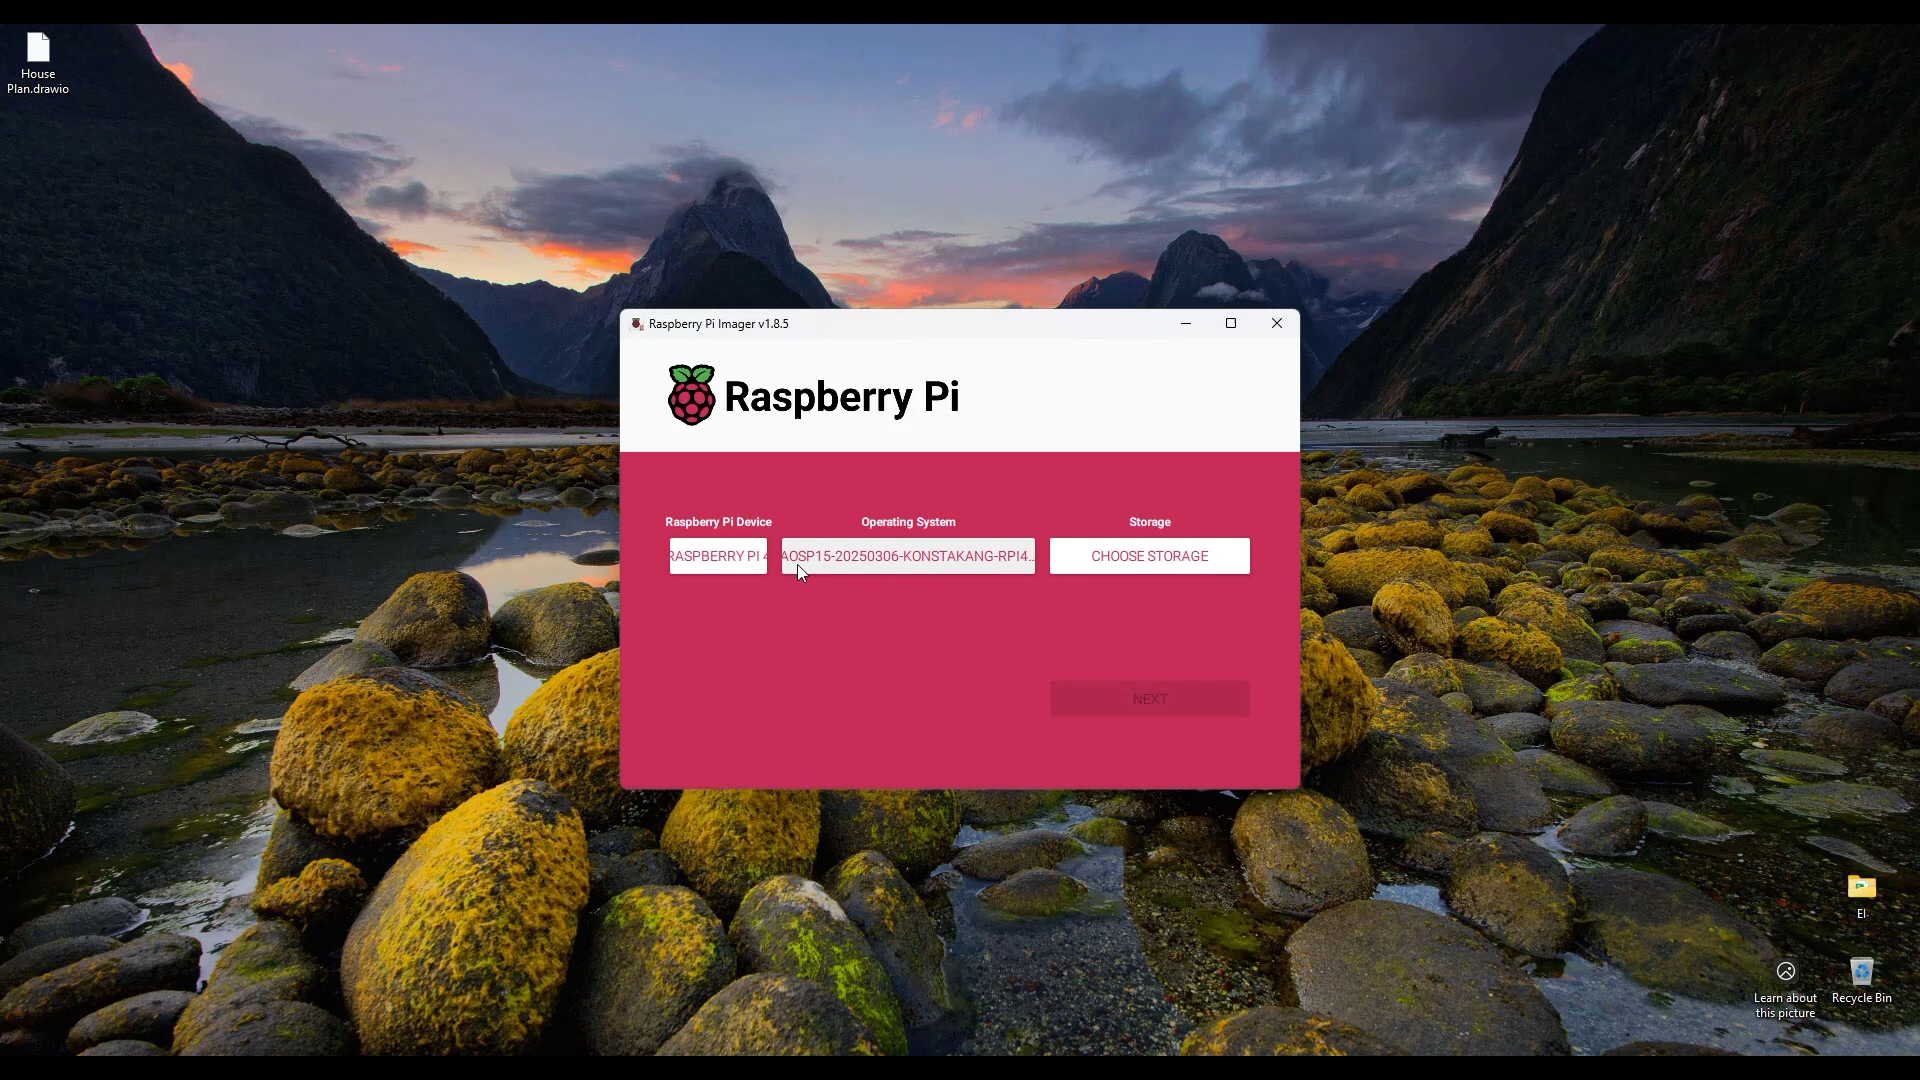 House
Plan.drawio
Raspberry Pi Imager v1.8.5
Raspberry Pi
Raspberry Pi Device
Operating System
Storage
RASPBERRY PI 4
AOSP15-20250306-KONSTAKANG-RPI4...
CHOOSE STORAGE
NEXT
EI
Learn about
this picture
Recycle Bin